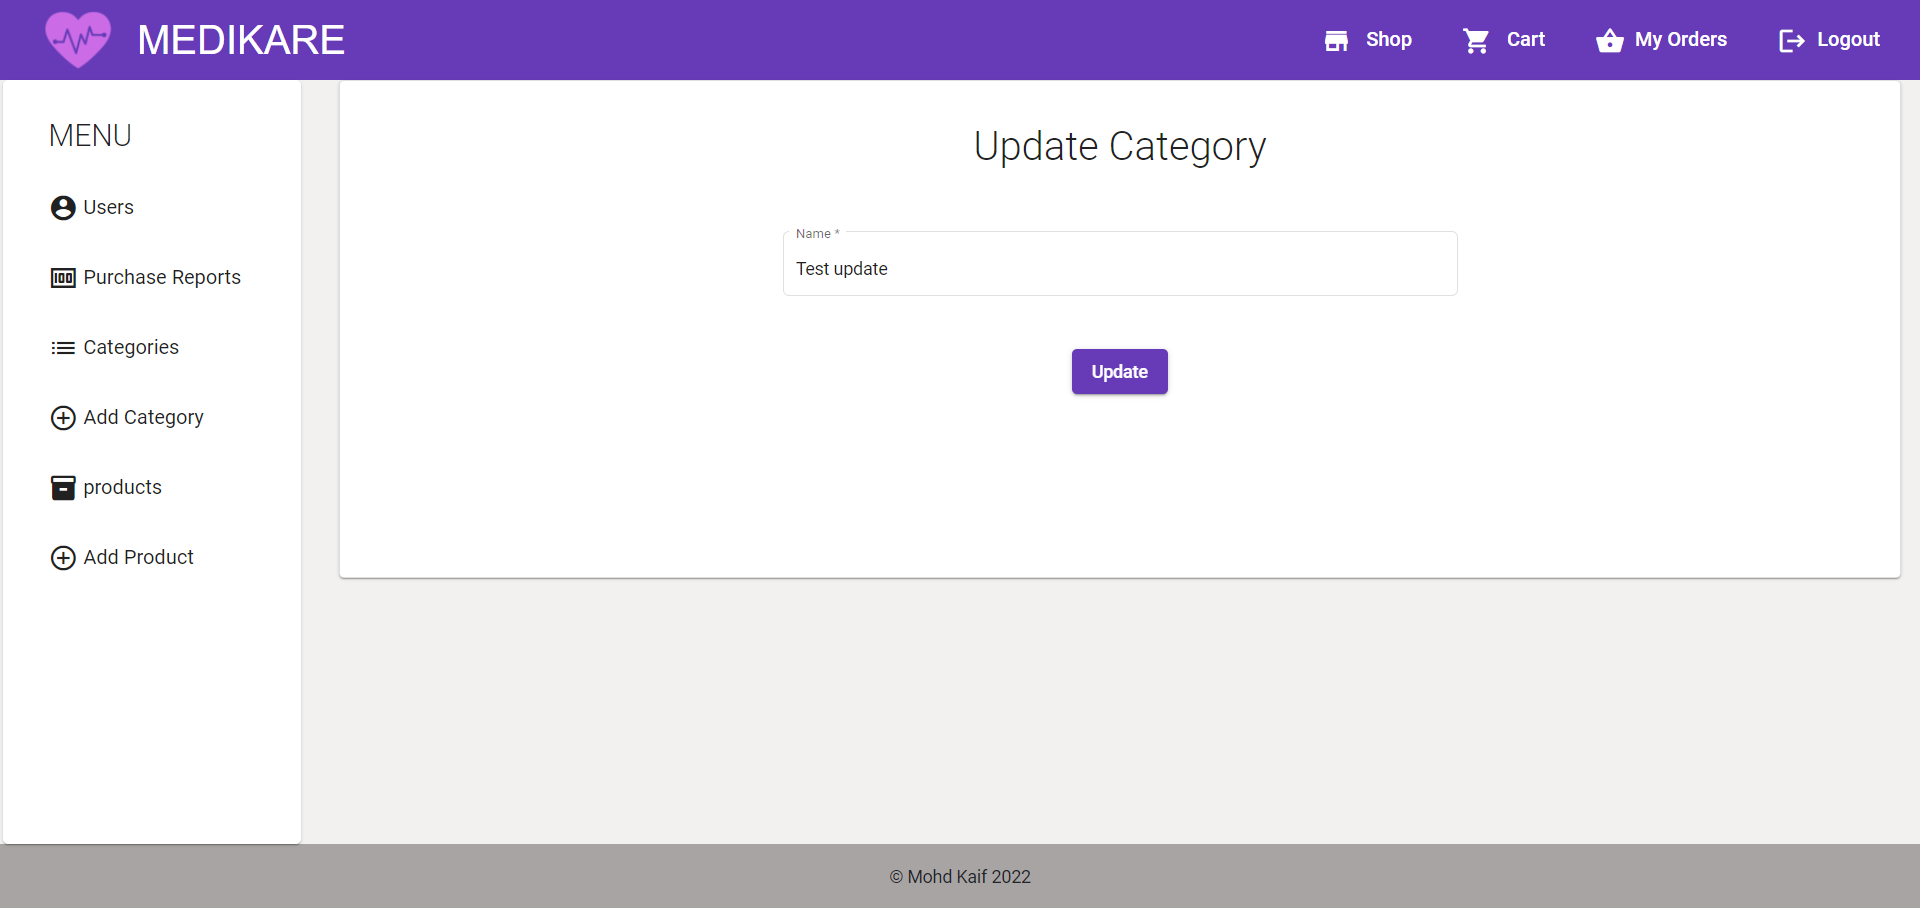 MEDIKARE
Shop
Cart
My Orders
Logout
MENU
Users
Purchase Reports
Categories
Add Category
products
Add Product
Update Category
Name *
Test update
Update
© Mohd Kaif 2022